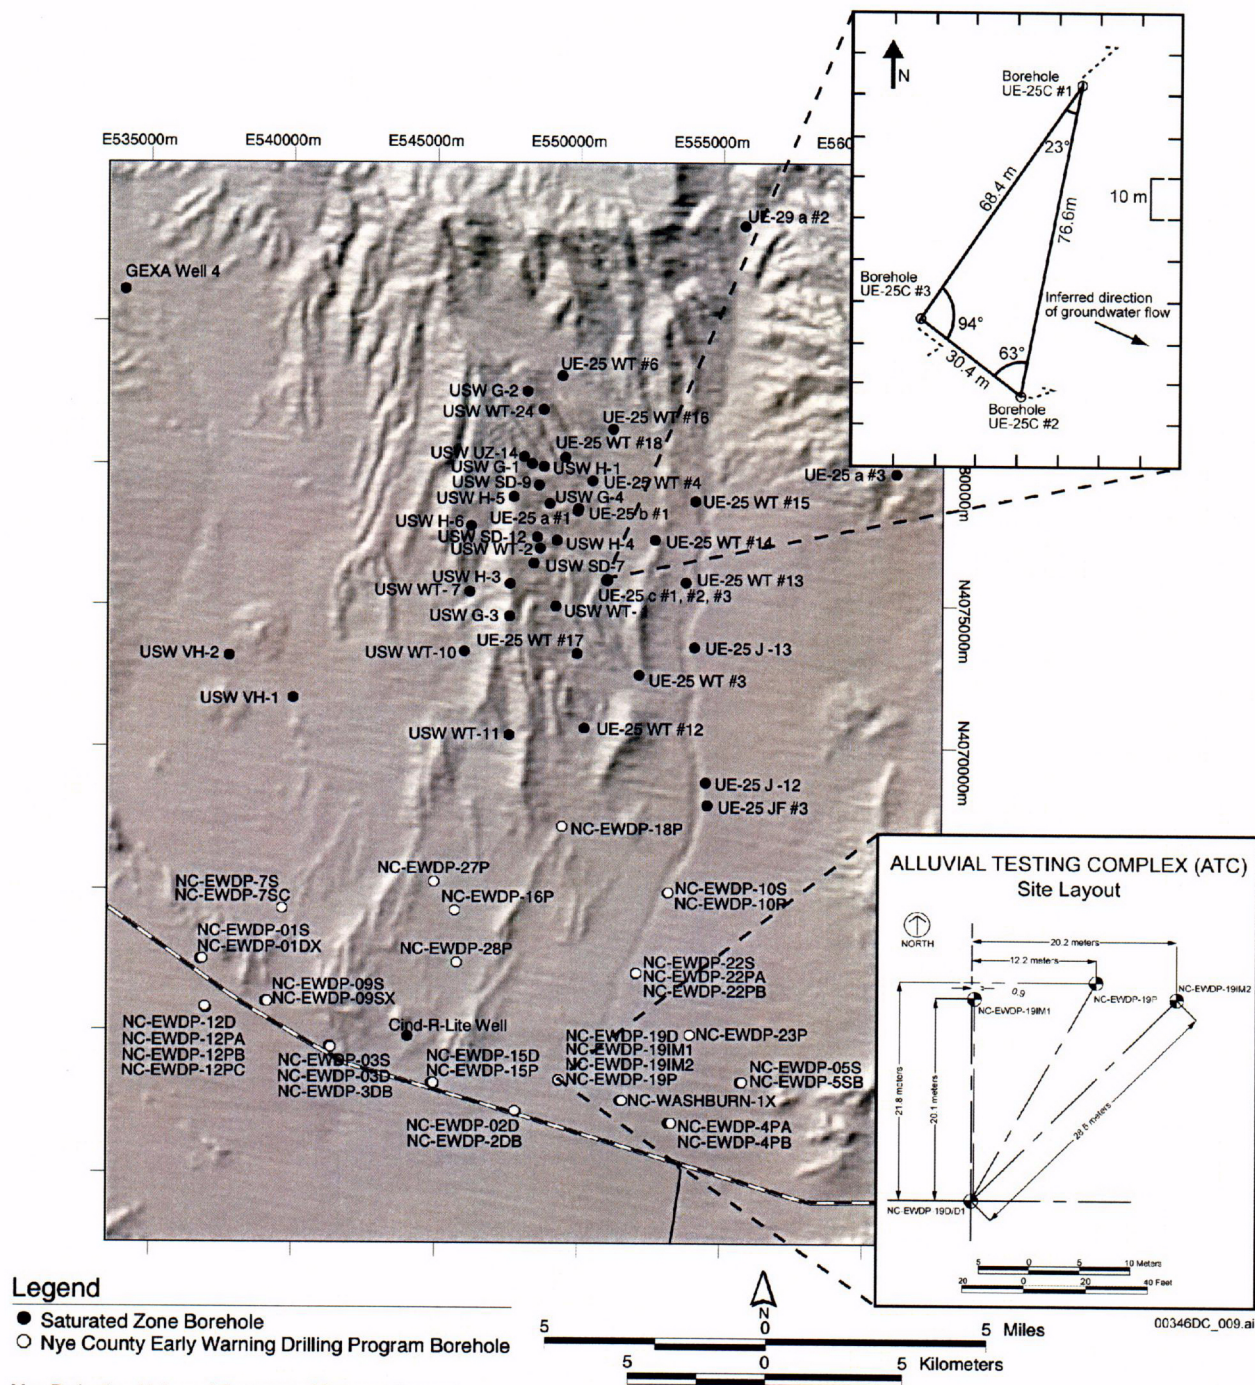 E535000m
E540000m
E545000m
E550000m
E555000m
E560
N
Borehole
UE-25C #1
23°
68.4 m
76.6m
10 m
Borehole
UE-25C #3
94°
63°
30.4 m
Inferred direction
of groundwater flow
Borehole
UE-25C #2
UE-29 a #2
GEXA Well 4
UE-25 WT #6
USW G-2
USW WT-24
UE-25 WT #16
UE-25 WT #18
USW UZ-14
USW G-1
USW H-1
USW SD-9
UE-25 WT #4
UE-25 a #3
USW H-5
USW G-4
UE-25 WT #15
UE-25 a #1
UE-25 b #1
USW H-6
USW SD-12
USW H-4
UE-25 WT #14
USW WT-2
USW SD-7
USW H-3
UE-25 WT #13
USW WT-7
UE-25 c #1, #2, #3
USW WT-
USW G-3
UE-25 WT #17
USW VH-2
USW WT-10
UE-25 J -13
UE-25 WT #3
USW VH-1
USW WT-11
UE-25 WT #12
UE-25 J -12
UE-25 JF #3
80000m
N4075000m
N4070000m
NC-EWDP-18P
NC-EWDP-27P
NC-EWDP-7S
NC-EWDP-7SC
NC-EWDP-16P
NC-EWDP-10S
NC-EWDP-10P
NC-EWDP-01S
NC-EWDP-01DX
NC-EWDP-28P
NC-EWDP-22S
NC-EWDP-22PA
NC-EWDP-22PB
NC-EWDP-09S
NC-EWDP-09SX
NC-EWDP-12D
NC-EWDP-12PA
NC-EWDP-12PB
NC-EWDP-12PC
Cind-R-Lite Well
NC-EWDP-03S
NC-EWDP-03D
NC-EWDP-3DB
NC-EWDP-15D
NC-EWDP-15P
NC-EWDP-19D
NC-EWDP-19IM1
NC-EWDP-19IM2
NC-EWDP-19P
NC-EWDP-23P
NC-EWDP-05S
NC-EWDP-5SB
NC-WASHBURN-1X
NC-EWDP-02D
NC-EWDP-2DB
NC-EWDP-4PA
NC-EWDP-4PB
ALLUVIAL TESTING COMPLEX (ATC)
Site Layout
NORTH
20.2 meters
12.2 meters
0.9
NC-EWDP-19P
NC-EWDP-19IM2
NC-EWDP-19IM1
21.8 meters
20.1 meters
NC-EWDP-19D/D1
5 0 5 10 Meters
20 0 20 40 Feet
Legend
Saturated Zone Borehole
Nye County Early Warning Drilling Program Borehole
N
5 0 5 Miles
5 0 5 Kilometers
00346DC_009.ai